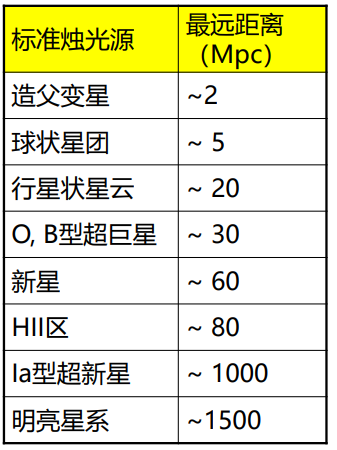 标准烛光源
最远距离
（Mpc）
造父变星
~2
球状星团
~ 5
行星状星云
~ 20
O, B型超巨星
~ 30
新星
~ 60
HII区
~ 80
Ia型超新星
~ 1000
明亮星系
~1500